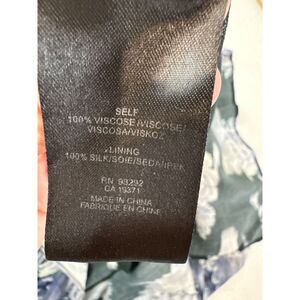 SELF
100% VISCOSE/VISCOSE/
VISCOSA/VISKOZ
LINING
100% SILK/SOIE/SEDA/IPEK
RN 93292
CA 19371
MADE IN CHINA
FABRIQUE EN CHINE